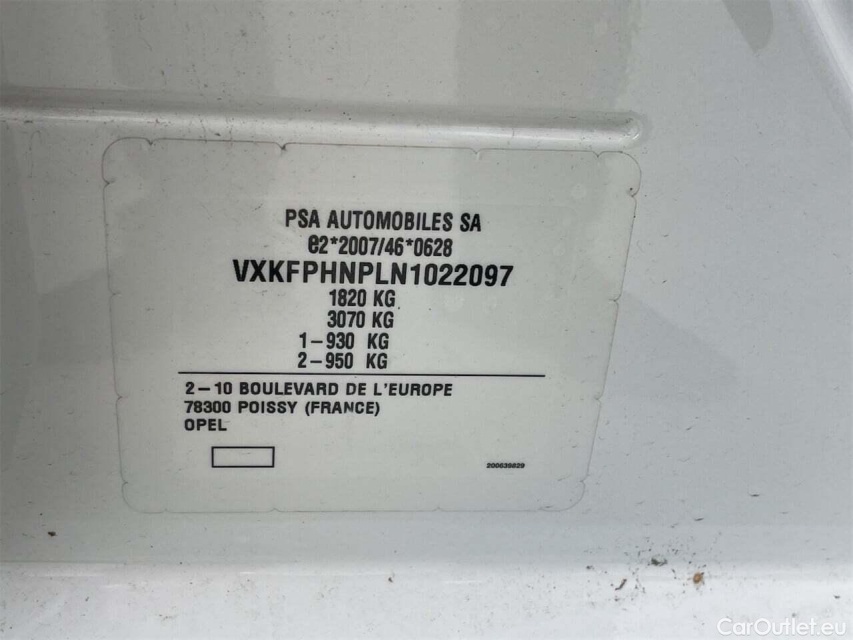 PSA AUTOMOBILES SA
e2*2007/46*0628
VXKFPHNPLN1022097
1820 KG
3070 KG
1-930 KG
2-950 KG
2-10 BOULEVARD DE L'EUROPE
78300 POISSY (FRANCE)
OPEL
200639829
CarOutlet.eu